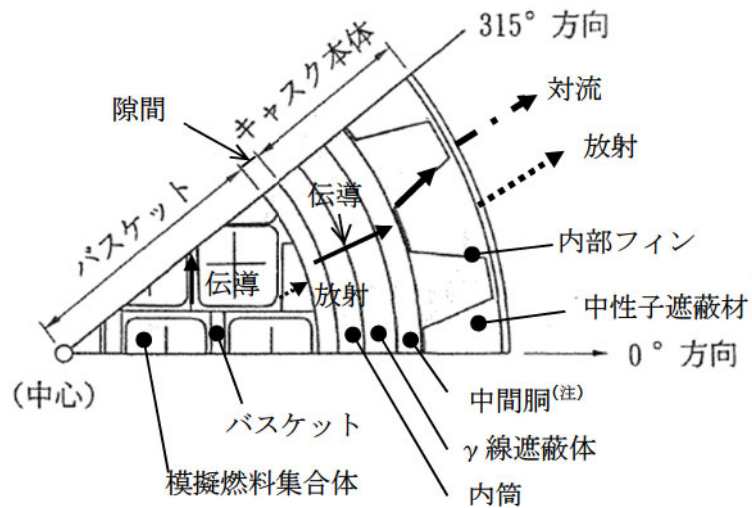 315° 方向
キャスク本体
対流
隙間
放射
バスケット
伝導
内部フィン
伝導
放射
中性子遮蔽材
0° 方向
(中心)
中間胴(注)
バスケット
γ線遮蔽体
模擬燃料集合体
内筒